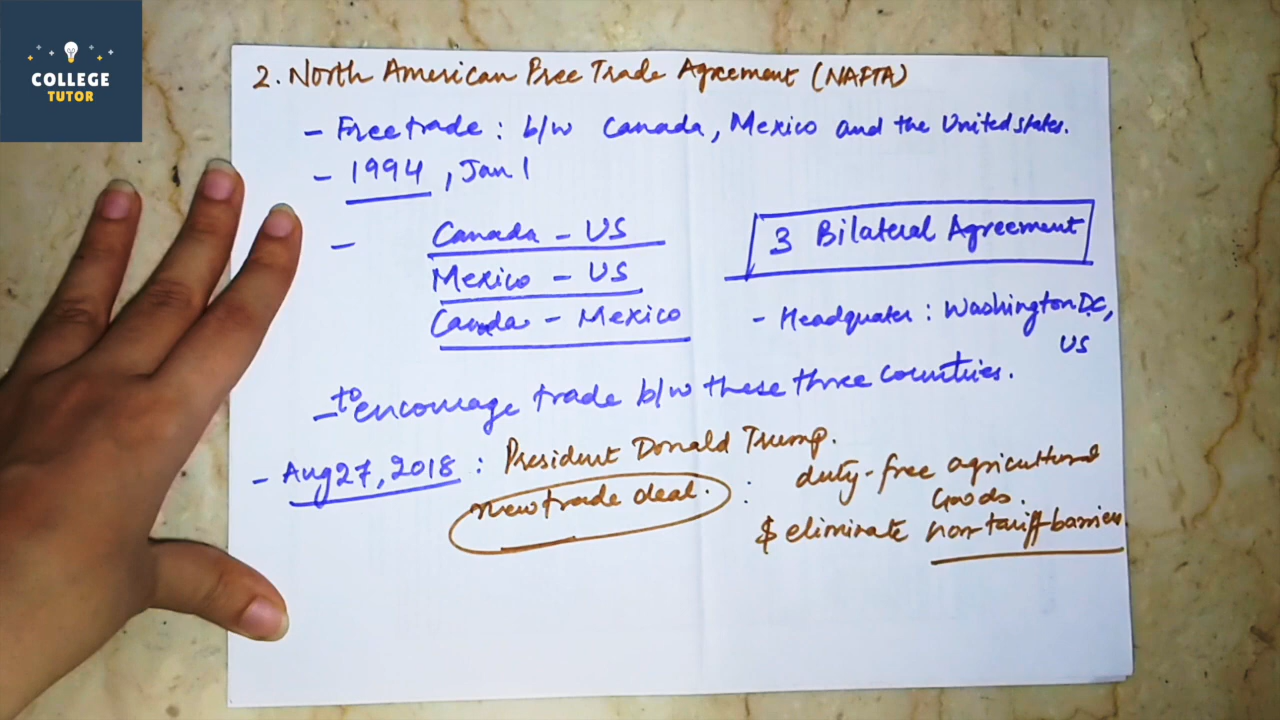 COLLEGE
TUTOR
2. North American Free Trade Agreement (NAFTA)
- Free trade : b/w Canada, Mexico and the United states.
- 1994 , Jan 1
- Canada - US
Mexico - US
Canada - Mexico
3 Bilateral Agreement
- Headquater : Washington D.C,
US
- to encourage trade b/w these three countries.
- Aug 27, 2018 : President Donald Trump.
new trade deal. : duty-free agricultural
Goods.
$ eliminate non tariff-barriers.